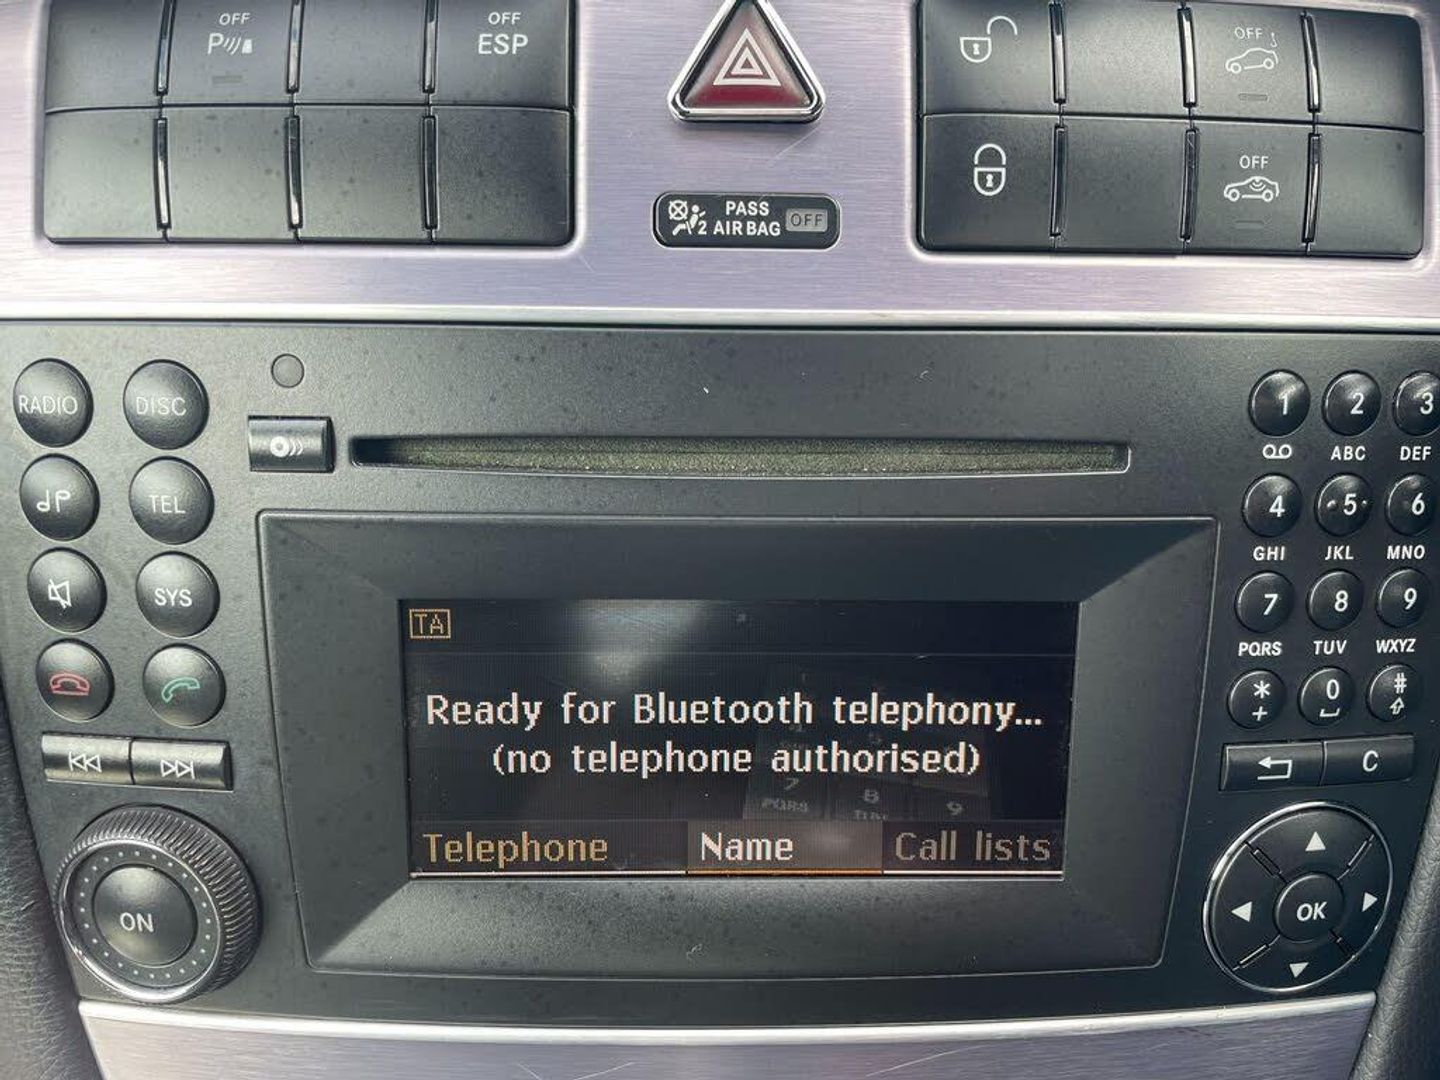 OFF
P
OFF
ESP
OFF
PASS
2 AIRBAG OFF
OFF
RADIO DISC
TEL
SYS
ON
TA
Ready for Bluetooth telephony...
(no telephone authorised)
Telephone Name Call lists
1 2 3
ABC DEF
4 5 6
GHI JKL MNO
7 8 9
PQRS TUV WXYZ
* 0 #
+
C
OK